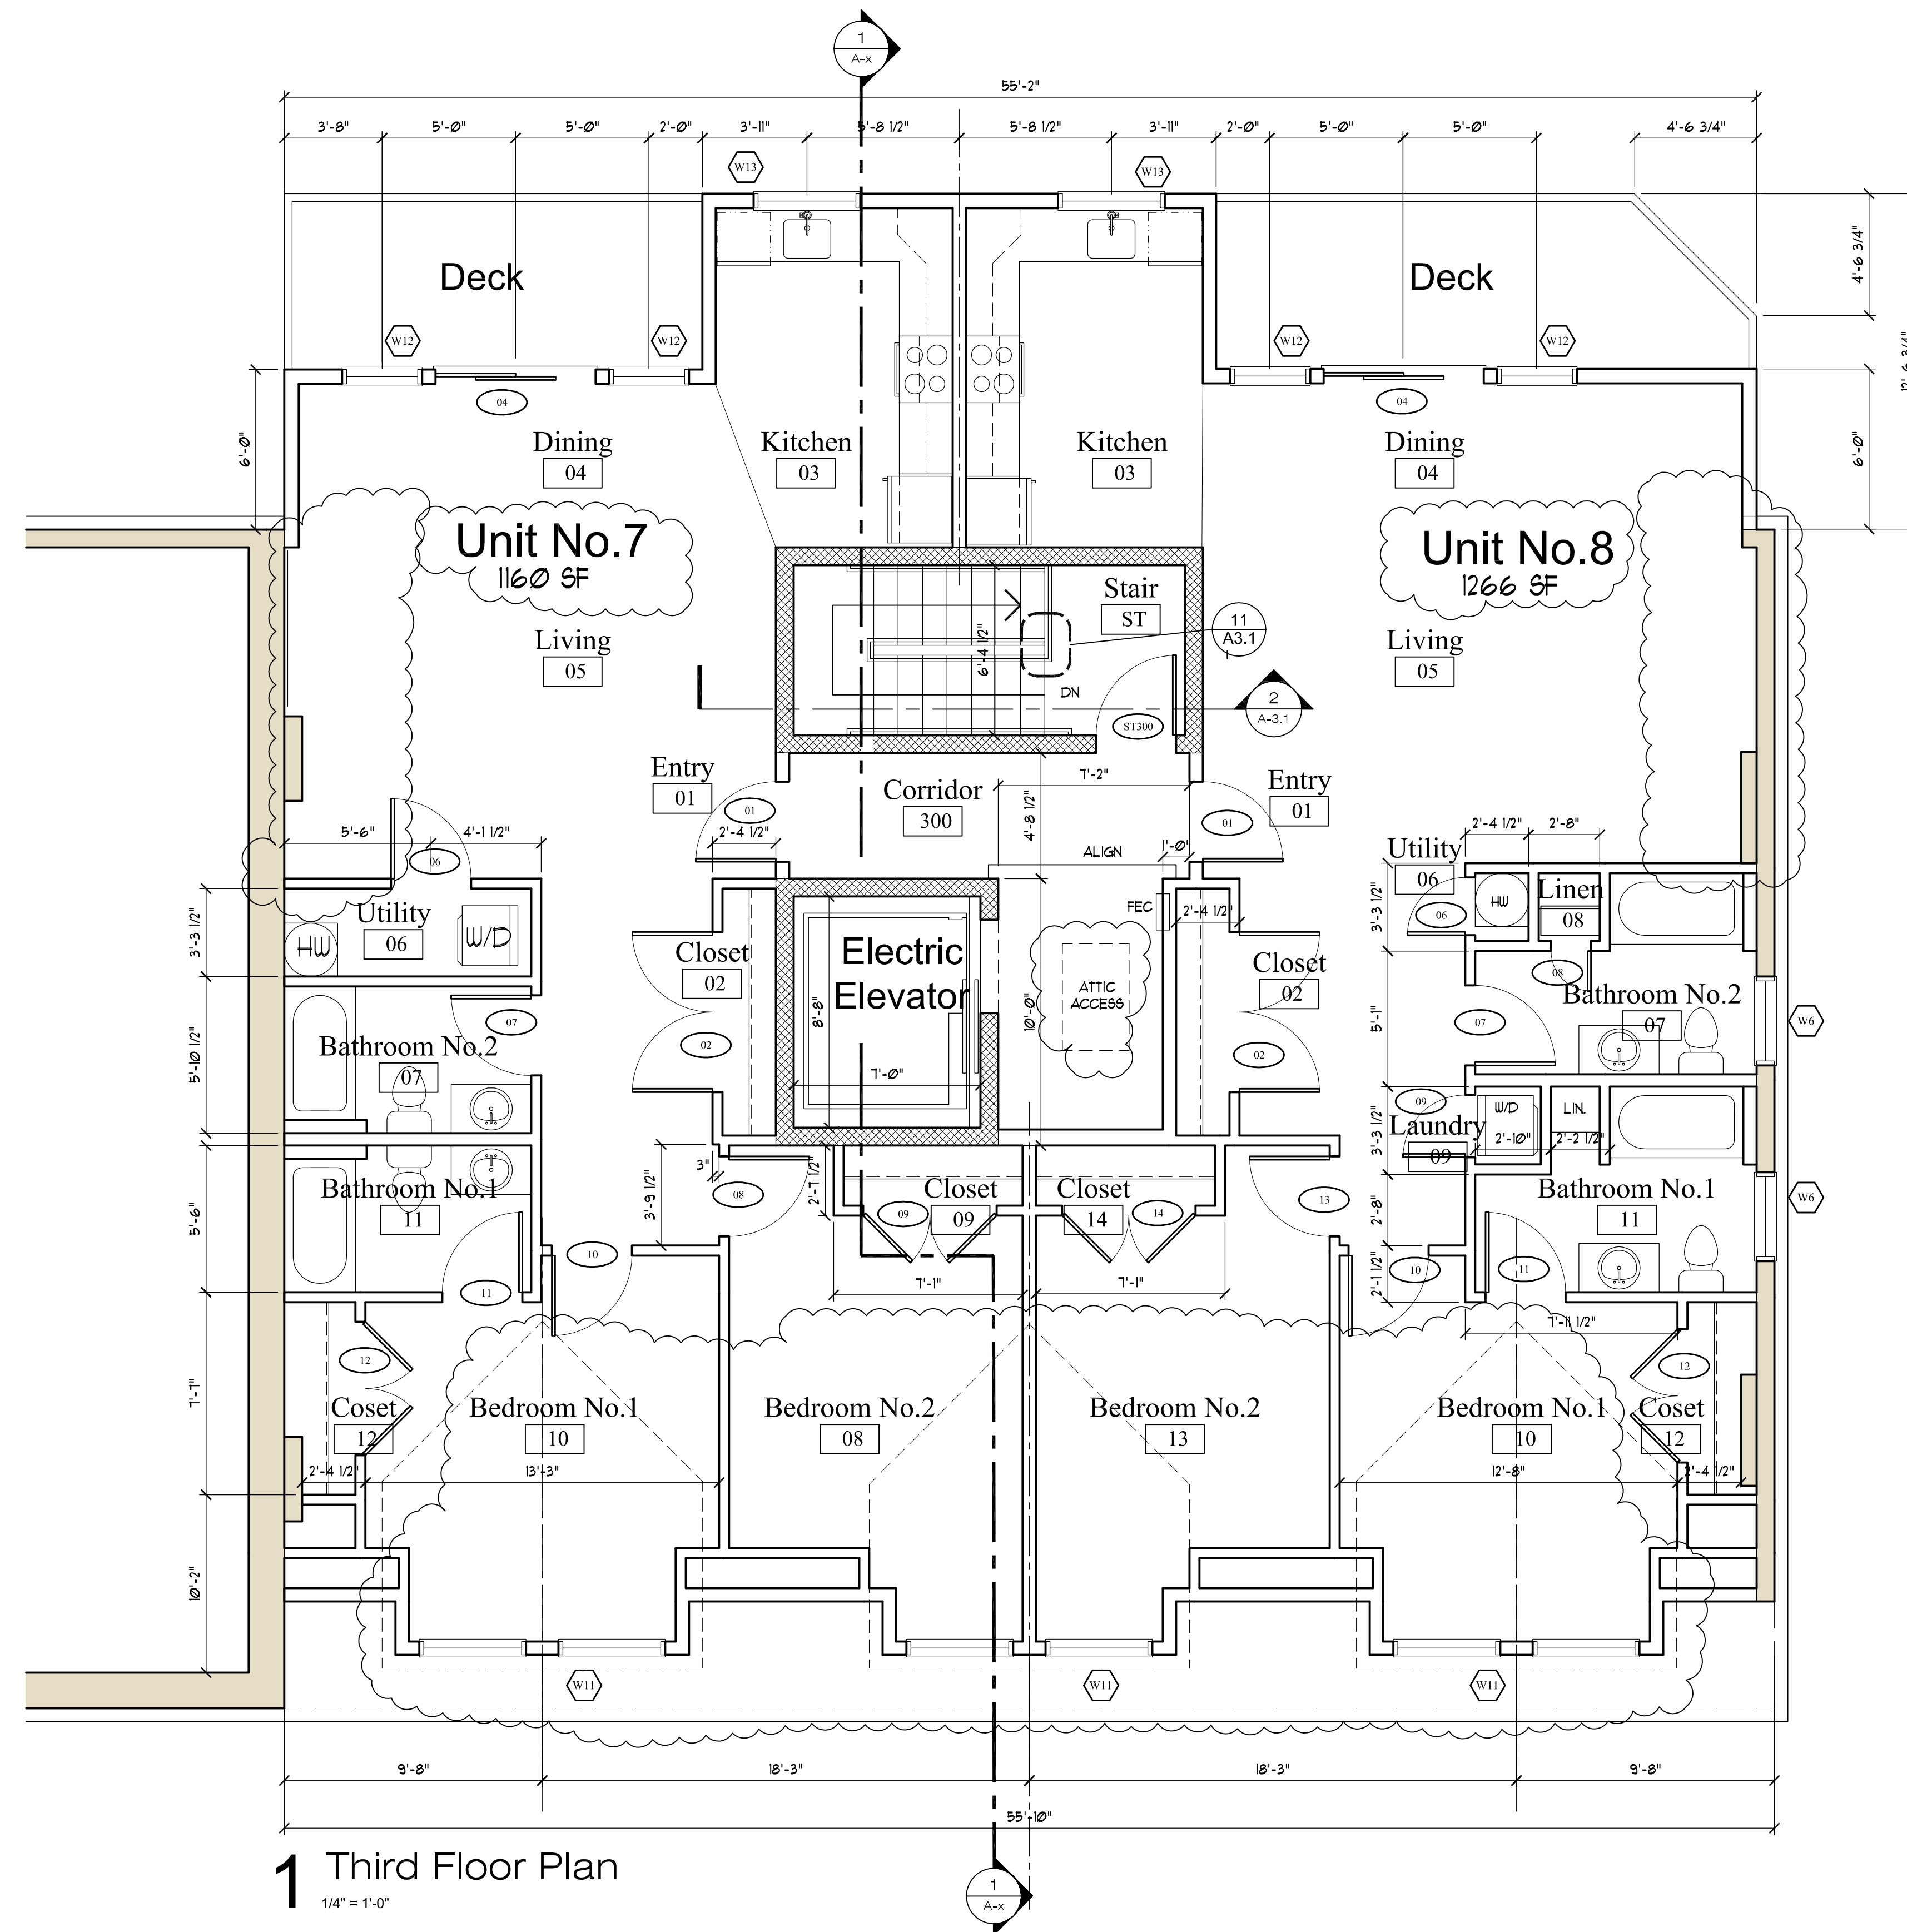 1
A-x
55'-2"
3'-8"
5'-0"
5'-0"
2'-0"
3'-11"
5'-8 1/2"
5'-8 1/2"
3'-11"
2'-0"
5'-0"
5'-0"
4'-6 3/4"
W13
W13
4'-6 3/4"
12'-6 3/4"
Deck
Deck
W12
W12
W12
W12
04
04
6'-0"
6'-0"
Dining
04
Kitchen
03
Kitchen
03
Dining
04
Unit No.7
1160 SF
Unit No.8
1266 SF
Stair
ST
11
A3.1
Living
05
6'-4 1/2"
Living
05
DN
2
A-3.1
ST300
Entry
01
Corridor
300
7'-2"
Entry
01
01
01
5'-6"
4'-1 1/2"
2'-4 1/2"
4'-8 1/2"
2'-4 1/2"
2'-8"
06
ALIGN
1'-0"
Utility
06
Linen
08
HW
3'-3 1/2"
3'-3 1/2"
Utility
06
HW
W/D
FEC
2'-4 1/2"
06
Closet
02
Electric
Elevator
ATTIC
ACCESS
Closet
02
08
Bathroom No.2
07
07
W6
8'-8"
10'-0"
5'-1"
07
Bathroom No.2
07
5'-10 1/2"
02
02
7'-0"
09
W/D
LIN.
Laundry
09
2'-10"
2'-2 1/2"
3'-3 1/2"
3"
2'-7 1/2"
3'-9 1/2"
Bathroom No.1
11
5'-6"
08
Closet
09
09
Closet
14
14
13
Bathroom No.1
11
W6
2'-8"
10
10
11
2'-1 1/2"
11
7'-1"
7'-1"
7'-11 1/2"
12
12
7'-7"
Coset
12
Bedroom No.1
10
Bedroom No.2
08
Bedroom No.2
13
Bedroom No.1
10
Coset
12
2'-4 1/2"
13'-3"
12'-8"
2'-4 1/2"
10'-2"
W11
W11
W11
9'-8"
18'-3"
18'-3"
9'-8"
55'-10"
1 Third Floor Plan
1/4" = 1'-0"
1
A-x